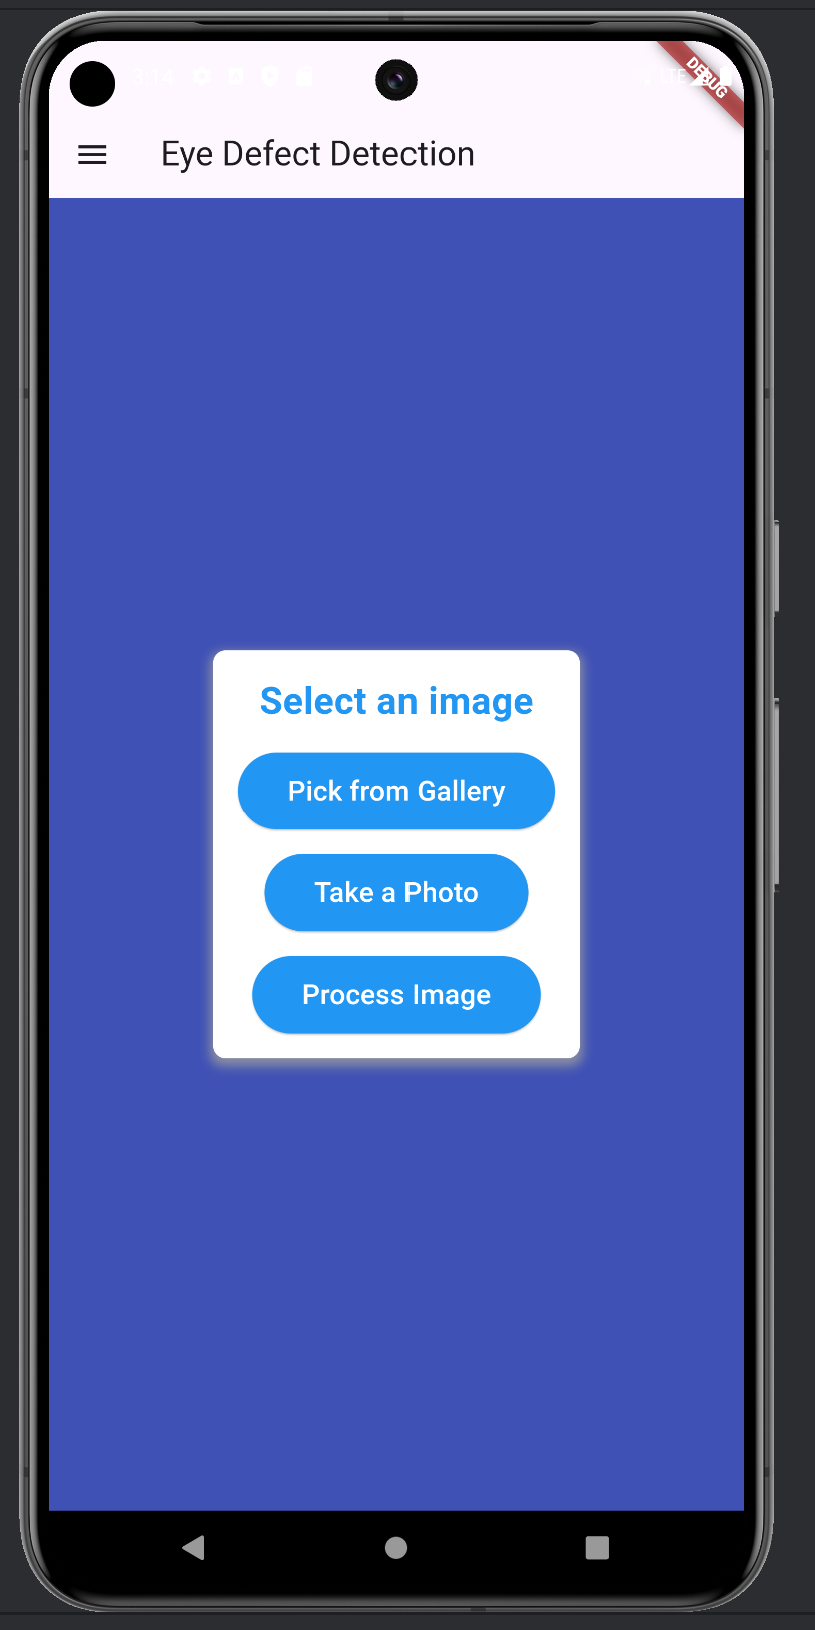 3:14
LTE
DEBUG
Eye Defect Detection
Select an image
Pick from Gallery
Take a Photo
Process Image